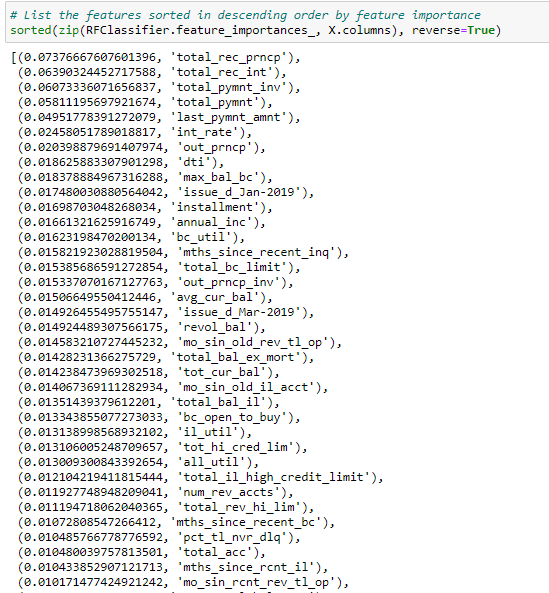 # List the features sorted in descending order by feature importance
sorted(zip(RFClassifier.feature_importances_, X.columns), reverse=True)
[(0.07376667607601396, 'total_rec_prncp'),
(0.06390324452717588, 'total_rec_int'),
(0.06073336071656837, 'total_pymnt_inv'),
(0.05811195697921674, 'total_pymnt'),
(0.04951778391272079, 'last_pymnt_amnt'),
(0.02458051789018817, 'int_rate'),
(0.020398879691407974, 'out_prncp'),
(0.018625883307901298, 'dti'),
(0.018378884967316288, 'max_bal_bc'),
(0.017480030880564042, 'issue_d_Jan-2019'),
(0.01698703048268034, 'installment'),
(0.01661321625916749, 'annual_inc'),
(0.01623198470200134, 'bc_util'),
(0.015821923028819504, 'mths_since_recent_inq'),
(0.015385686591272854, 'total_bc_limit'),
(0.015337070167127763, 'out_prncp_inv'),
(0.01506649550412446, 'avg_cur_bal'),
(0.014926455495755147, 'issue_d_Mar-2019'),
(0.014924489307566175, 'revol_bal'),
(0.014583210727445232, 'mo_sin_old_rev_tl_op'),
(0.01428231366275729, 'total_bal_ex_mort'),
(0.014238473969302518, 'tot_cur_bal'),
(0.014067369111282934, 'mo_sin_old_il_acct'),
(0.01351439379612201, 'total_bal_il'),
(0.013343855077273033, 'bc_open_to_buy'),
(0.013138998568932102, 'il_util'),
(0.013106005248709657, 'tot_hi_cred_lim'),
(0.013009300843392654, 'all_util'),
(0.012104219411815444, 'total_il_high_credit_limit'),
(0.011927748948209041, 'num_rev_accts'),
(0.011194718062040365, 'total_rev_hi_lim'),
(0.01072808547266412, 'mths_since_recent_bc'),
(0.010485766778776592, 'pct_tl_nvr_dlq'),
(0.010480039757813501, 'total_acc'),
(0.010433852907121713, 'mths_since_rcnt_il'),
(0.010171477424921242, 'mo_sin_rcnt_rev_tl_op'),